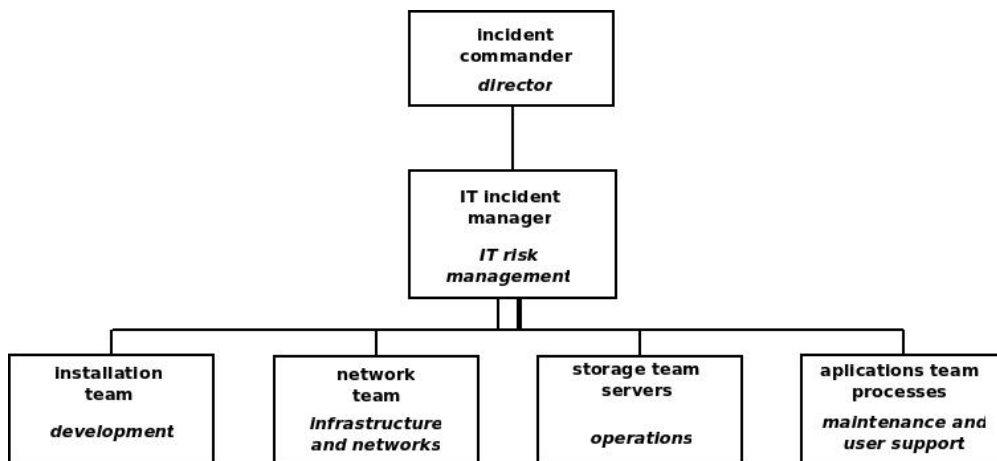 incident
commander
director
IT incident
manager
IT risk
management
installation
team
development
network
team
infrastructure
and networks
storage team
servers
operations
aplications team
processes
maintenance and
user support